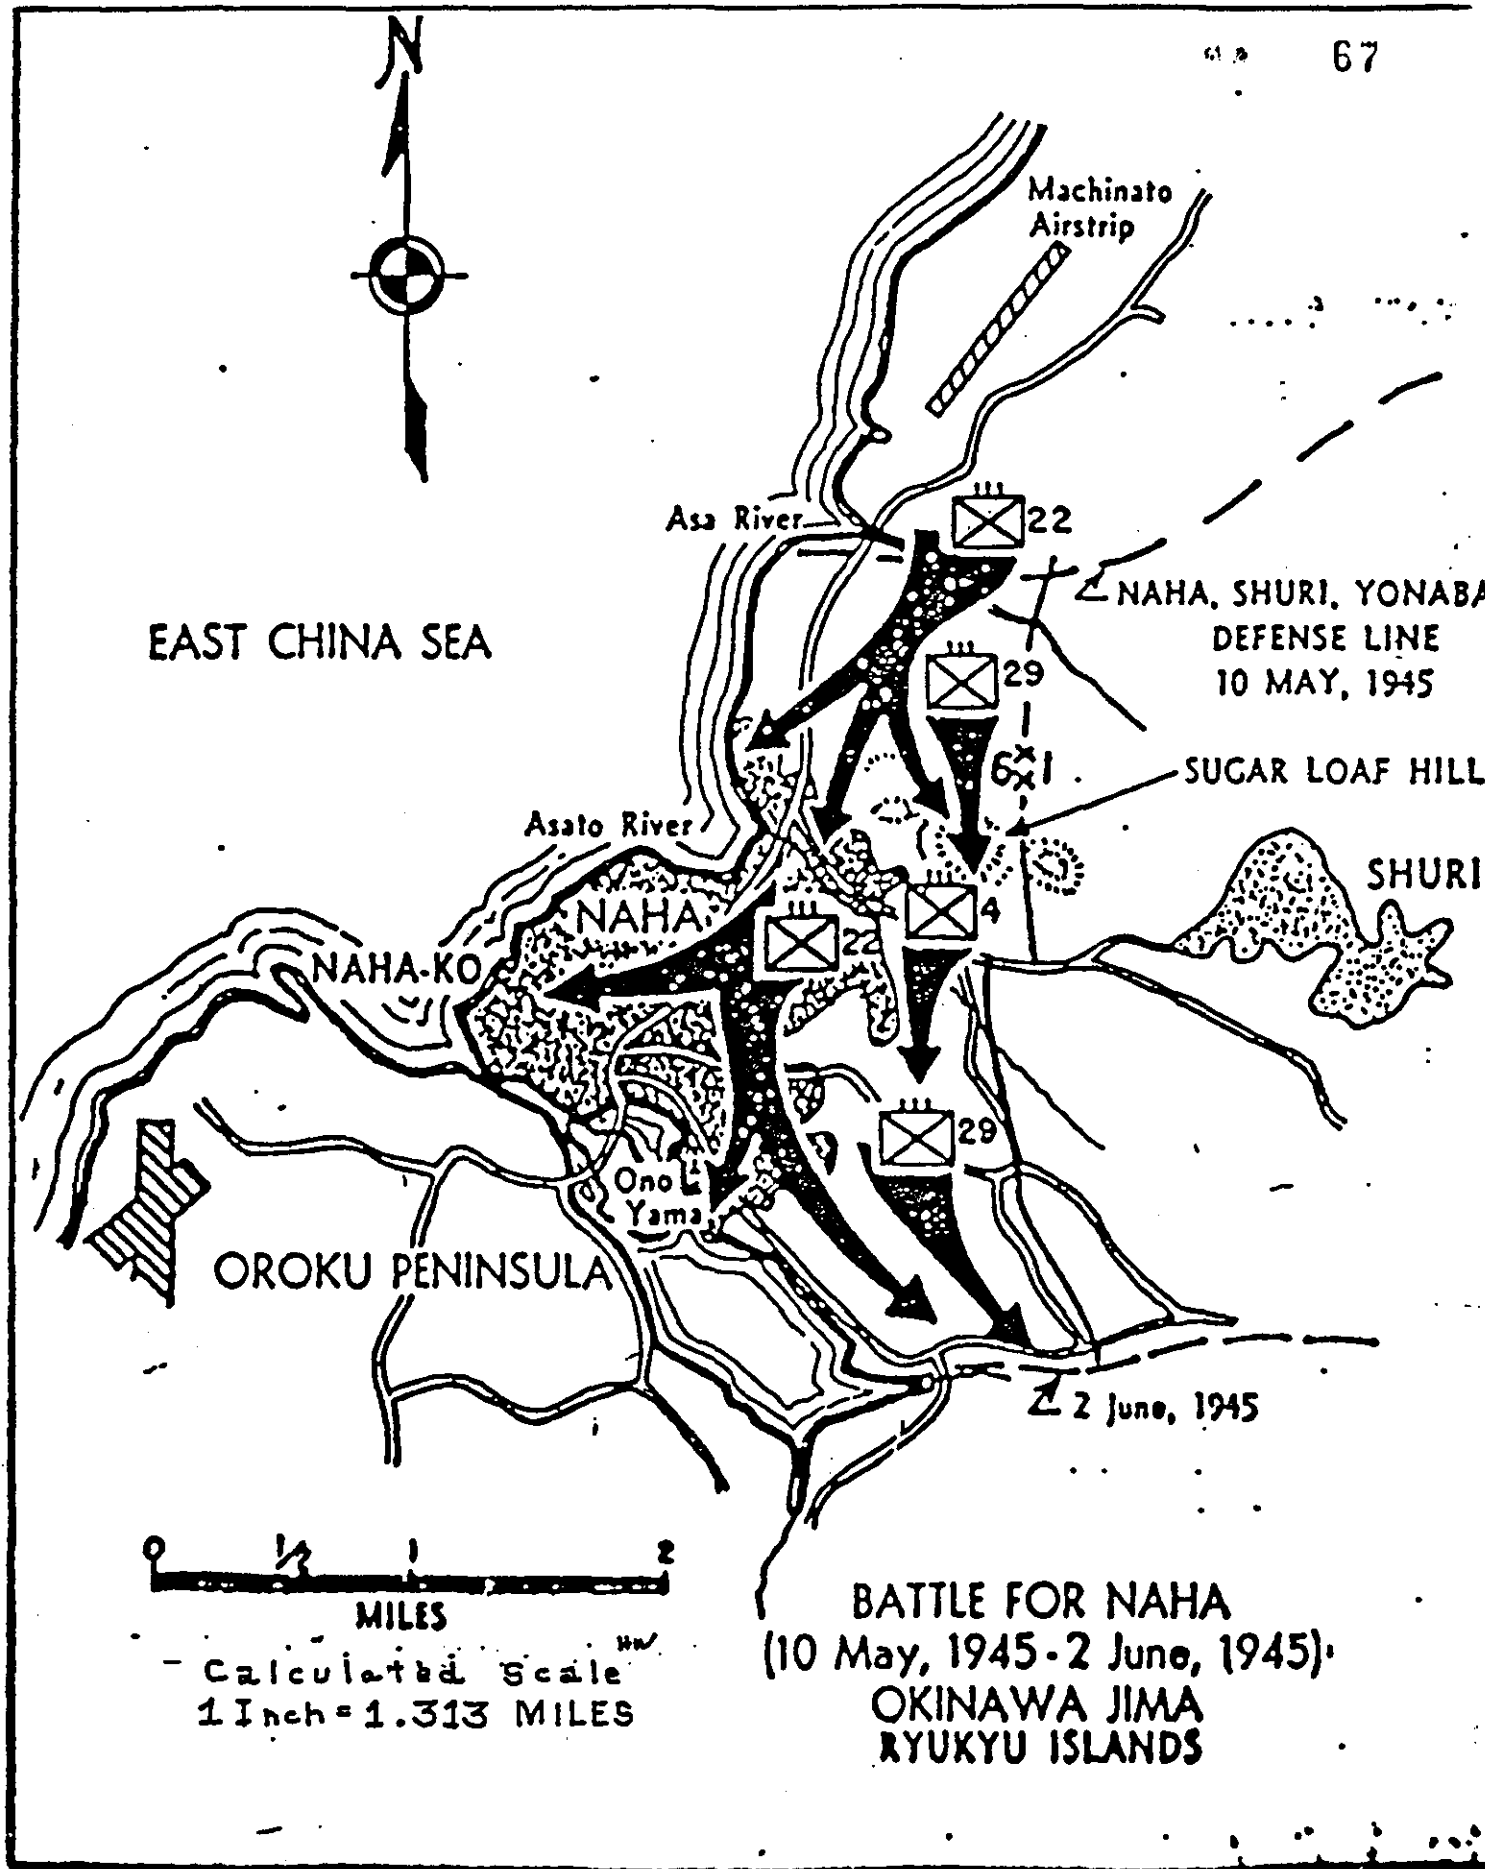 67
N
Machinato
Airstrip
Asa River
22
NAHA, SHURI, YONABA
DEFENSE LINE
10 MAY, 1945
EAST CHINA SEA
29
6 XX 1
SUGAR LOAF HILL
Asato River
SHURI
NAHA
4
22
NAHA-KO
29
Ono
Yama
OROKU PENINSULA
2 June, 1945
0 1/2 1 2
MILES
Calculated Scale
1 Inch = 1.313 MILES
BATTLE FOR NAHA
(10 May, 1945-2 June, 1945)
OKINAWA JIMA
RYUKYU ISLANDS